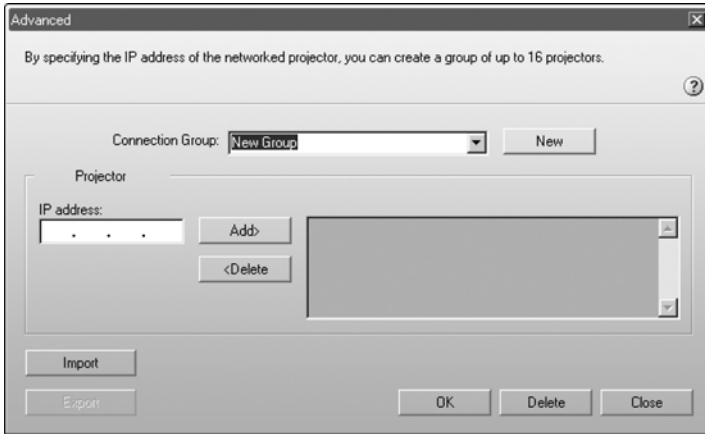 Advanced
By specifying the IP address of the networked projector, you can create a group of up to 16 projectors.
?
Connection Group: New Group New
Projector
IP address:
. . .
Add>
<Delete
Import
Export
OK Delete Close